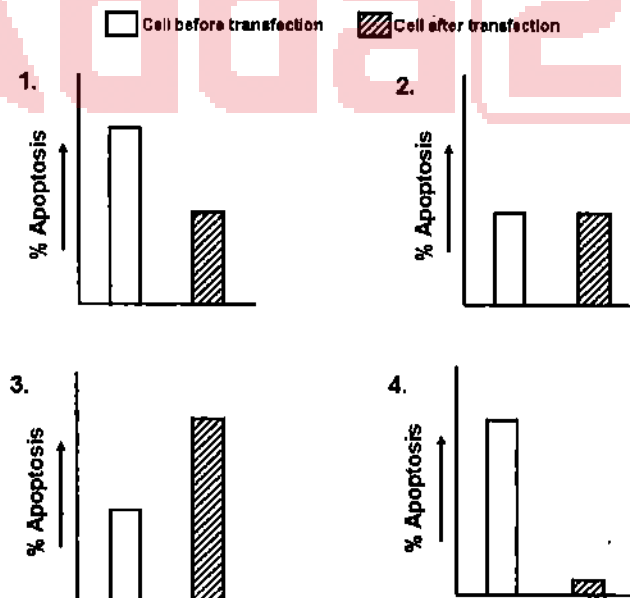 Cell before transfection Cell after transfection
1. 2.
% Apoptosis % Apoptosis
3. 4.
% Apoptosis % Apoptosis